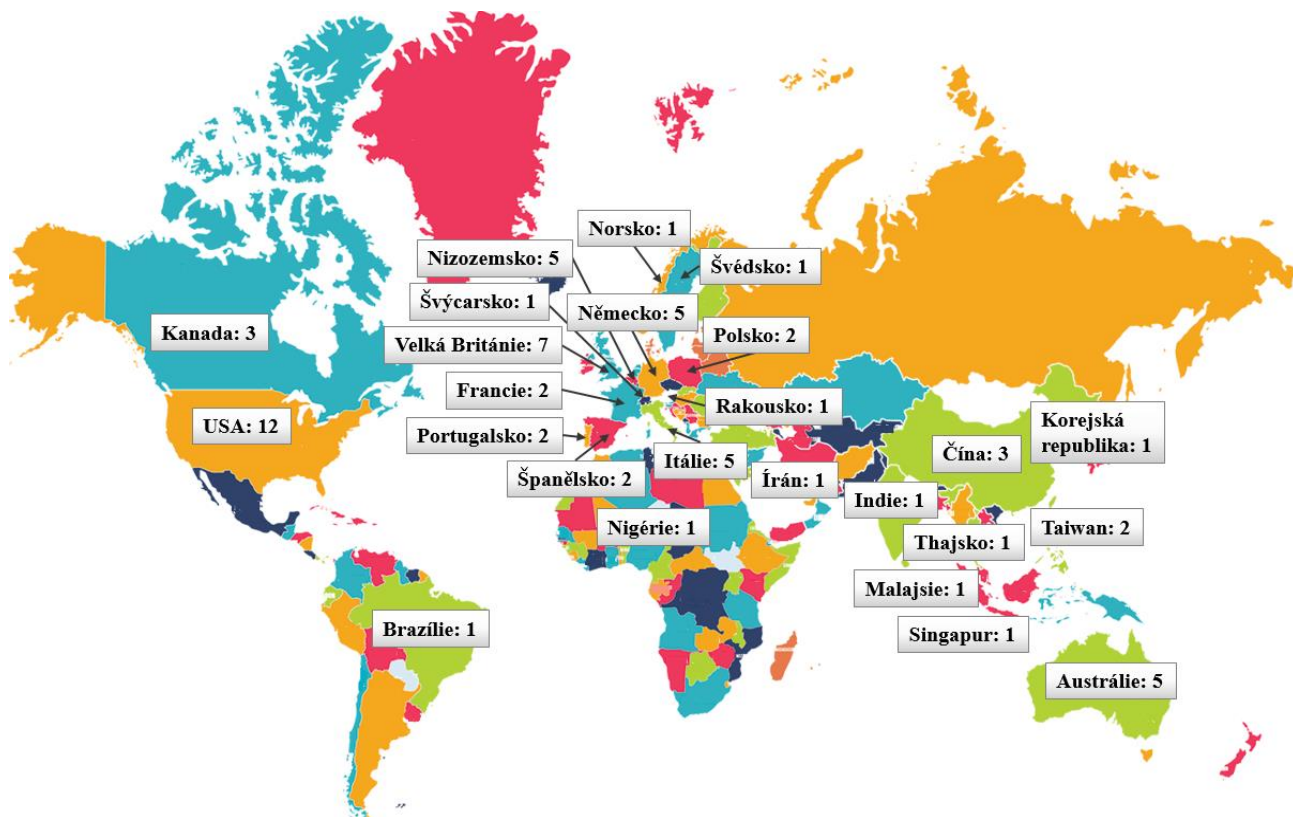 Norsko: 1
Nizozemsko: 5
Švédsko: 1
Švýcarsko: 1
Německo: 5
Kanada: 3
Polsko: 2
Velká Británie: 7
Francie: 2
Rakousko: 1
USA: 12
Korejská
republika: 1
Portugalsko: 2
Čína: 3
Itálie: 5
Španělsko: 2
Írán: 1
Indie: 1
Nigérie: 1
Taiwan: 2
Thajsko: 1
Malajsie: 1
Brazílie: 1
Singapur: 1
Austrálie: 5